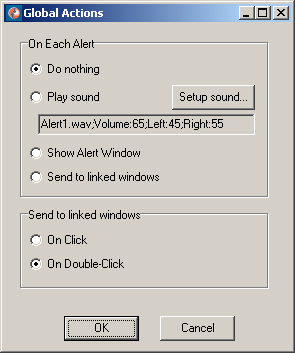 Global Actions
On Each Alert
Do nothing
Play sound
Setup sound...
Alert1.wav;Volume:65;Left:45;Right:55
Show Alert Window
Send to linked windows
Send to linked windows
On Click
On Double-Click
OK
Cancel